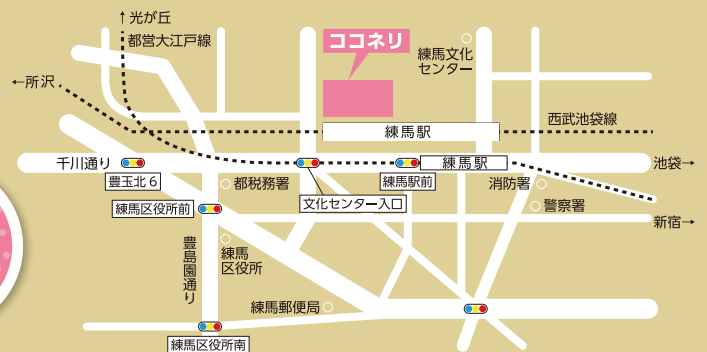 ↑光が丘
都営大江戸線
ココネリ
練馬文化
センター
←所沢
西武池袋線
練馬駅
千川通り
練馬駅
池袋→
豊玉北6
都税務署
練馬駅前
消防署
文化センター入口
練馬区役所前
警察署
新宿→
豊島園通り
練馬
区役所
練馬郵便局
練馬区役所南